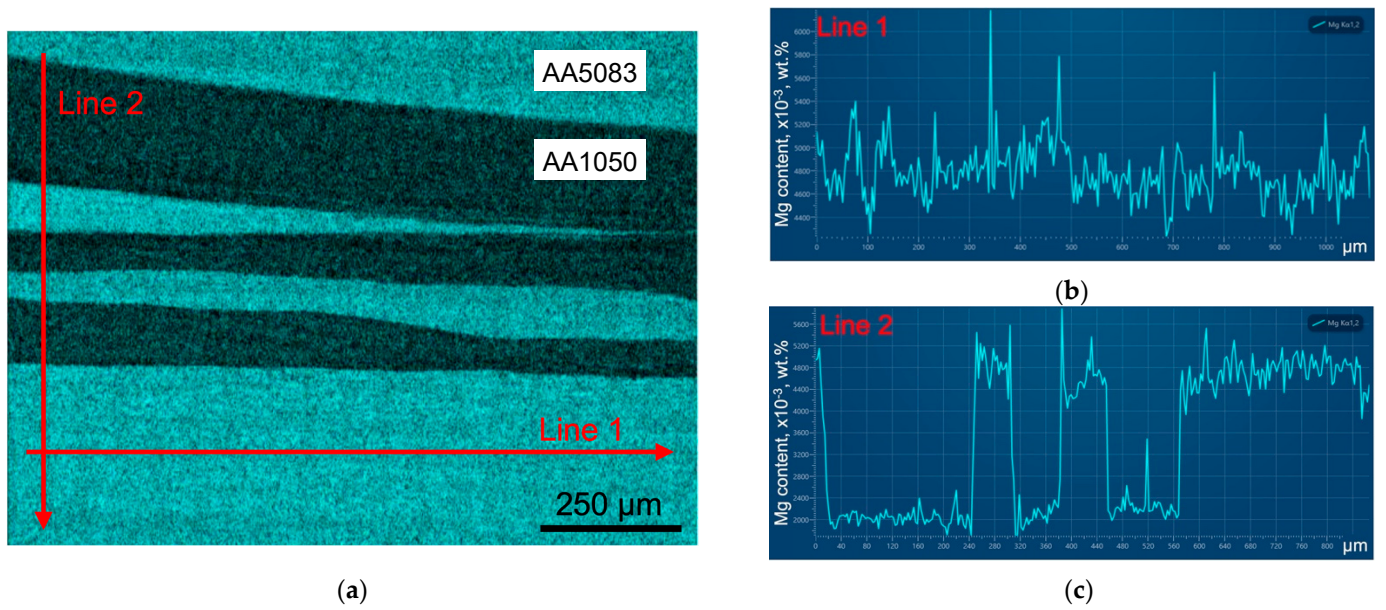 AA5083
Line 2
AA1050
Line 1
250 µm
(a)
Line 1
Mg Kα1,2
Mg content, x10⁻³, wt.%
6000
5600
5200
4800
4400
0
100
200
300
400
500
600
700
800
900
1000
µm
(b)
Line 2
Mg Kα1,2
Mg content, x10⁻³, wt.%
5600
5200
4800
4400
4000
3600
3200
2800
2400
2000
0
40
80
120
160
200
240
280
320
360
400
440
480
520
560
600
640
680
720
760
800
µm
(c)